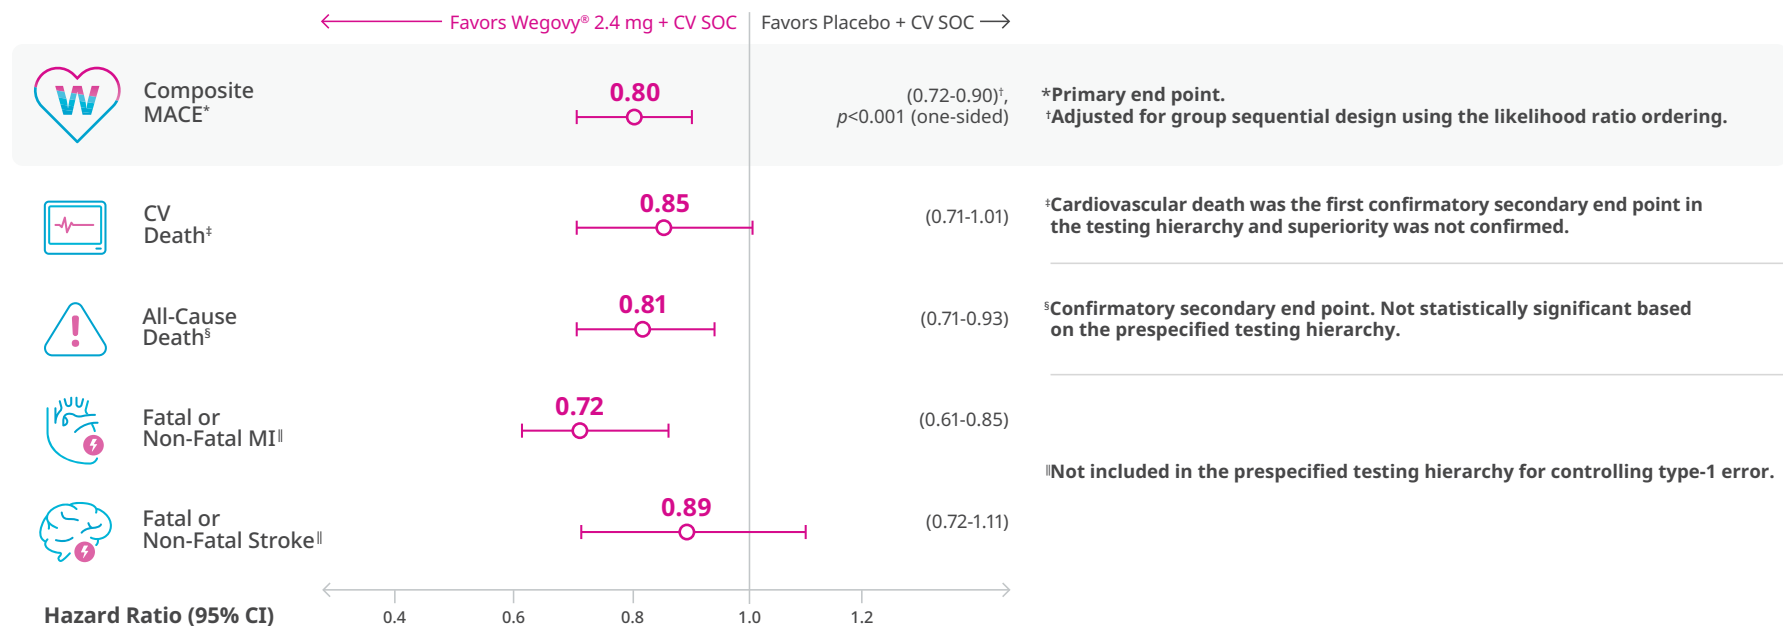 Favors Wegovy® 2.4 mg + CV SOC
Favors Placebo + CV SOC
W
Composite
MACE*
0.80
(0.72-0.90)†,
p<0.001 (one-sided)
*Primary end point.
†Adjusted for group sequential design using the likelihood ratio ordering.
CV
Death‡
0.85
(0.71-1.01)
‡Cardiovascular death was the first confirmatory secondary end point in
the testing hierarchy and superiority was not confirmed.
All-Cause
Death§
0.81
(0.71-0.93)
§Confirmatory secondary end point. Not statistically significant based
on the prespecified testing hierarchy.
Fatal or
Non-Fatal MI‖
0.72
(0.61-0.85)
‖Not included in the prespecified testing hierarchy for controlling type-1 error.
Fatal or
Non-Fatal Stroke‖
0.89
(0.72-1.11)
Hazard Ratio (95% CI)
0.4 0.6 0.8 1.0 1.2